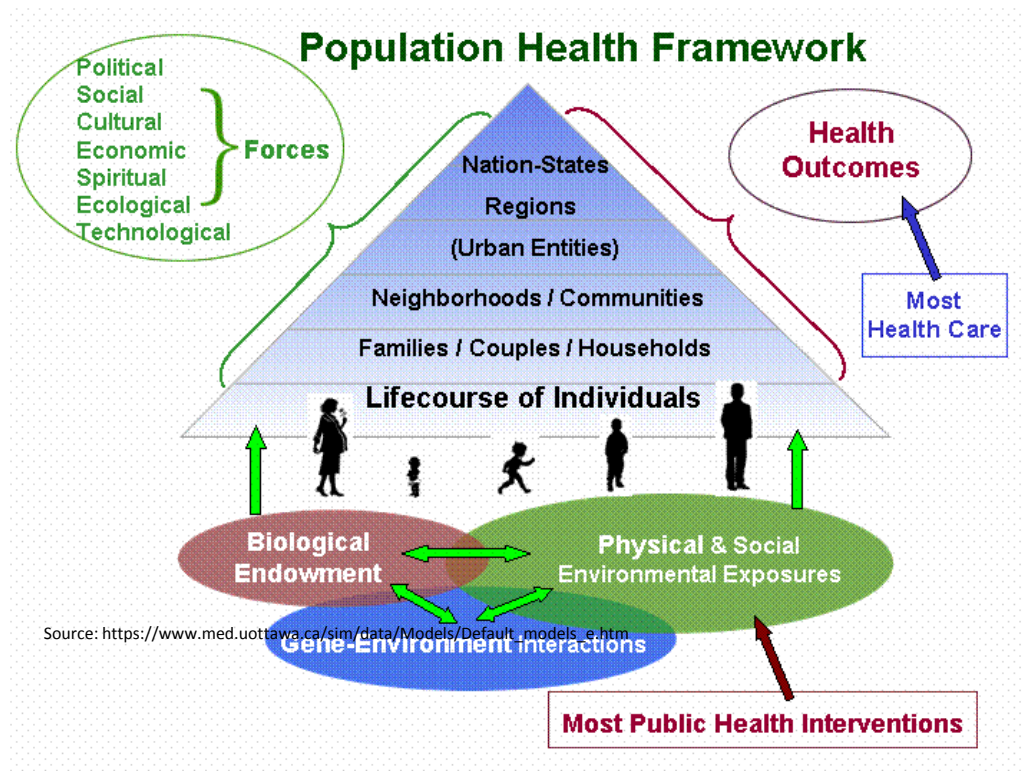 Population Health Framework
Political
Social
Cultural
Economic
Spiritual
Ecological
Technological
Forces
Nation-States
Regions
(Urban Entities)
Neighborhoods / Communities
Families / Couples / Households
Lifecourse of Individuals
Health
Outcomes
Most
Health Care
Biological
Endowment
Physical & Social
Environmental Exposures
Source: https://www.med.uottawa.ca/sim/data/Models/Default_models_e.htm
Gene-Environment Interactions
Most Public Health Interventions